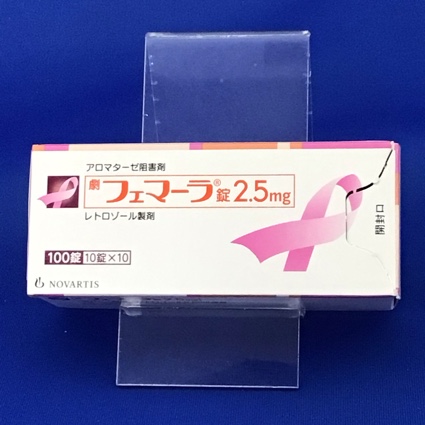 アロマターゼ阻害剤
劇 フェマーラ®錠2.5mg
レトロゾール製剤
100錠 10錠×10
NOVARTIS
開封口